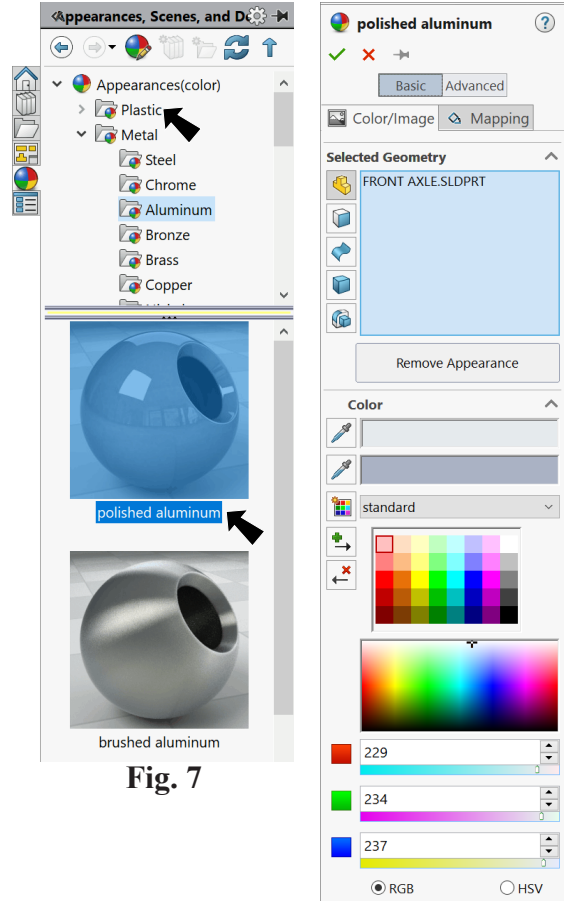 Appearances, Scenes, and D
Appearances(color)
Plastic
Metal
Steel
Chrome
Aluminum
Bronze
Brass
Copper
polished aluminum
brushed aluminum
Fig. 7
polished aluminum
?
Basic
Advanced
Color/Image
Mapping
Selected Geometry
FRONT AXLE.SLDPRT
Remove Appearance
Color
standard
229
234
237
RGB
HSV